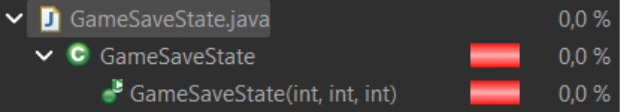 GameSaveState.java 0,0 %
GameSaveState 0,0 %
GameSaveState(int, int, int) 0,0 %